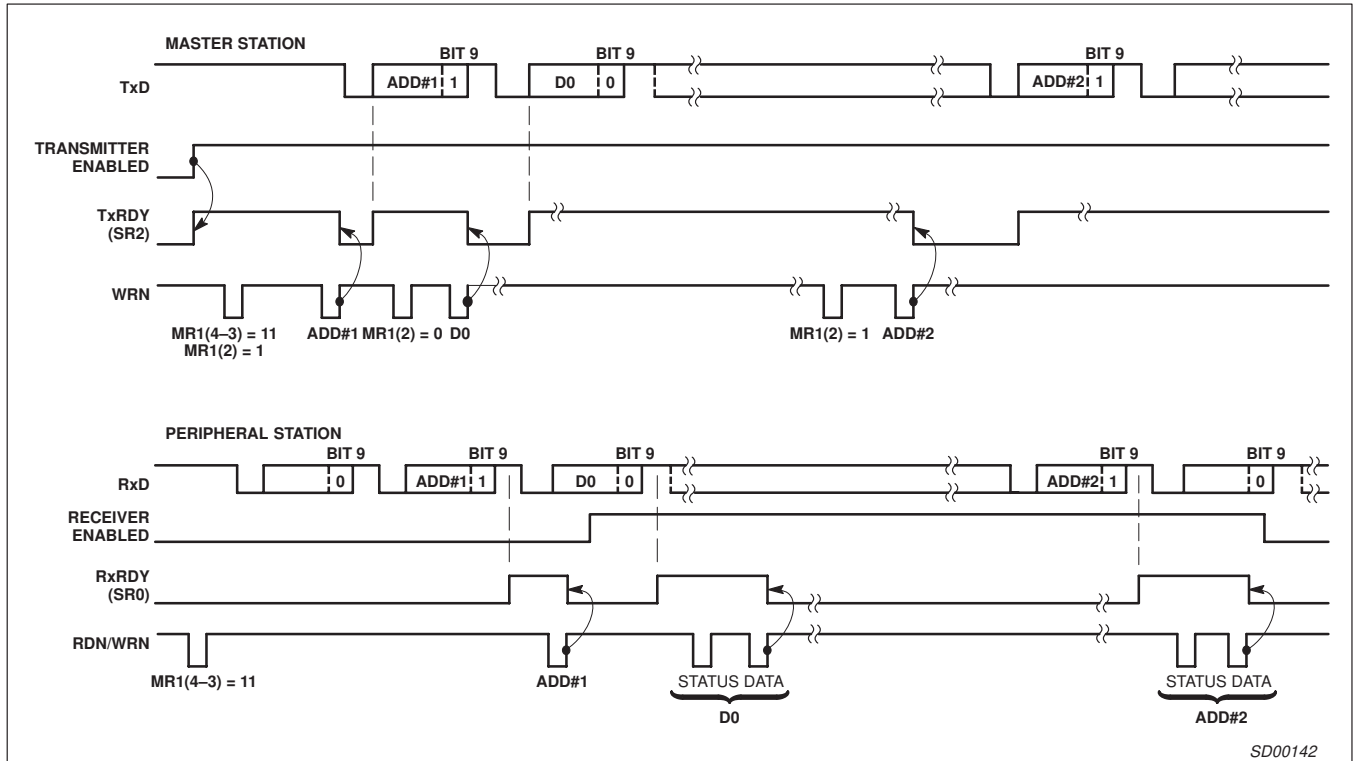 MASTER STATION
BIT 9 BIT 9 BIT 9
TxD ADD#1 1 D0 0 ADD#2 1
TRANSMITTER
ENABLED
TxRDY
(SR2)
WRN
MR1(4–3) = 11 ADD#1 MR1(2) = 0 D0 MR1(2) = 1 ADD#2
MR1(2) = 1
PERIPHERAL STATION
BIT 9 BIT 9 BIT 9 BIT 9 BIT 9
RxD 0 ADD#1 1 D0 0 ADD#2 1 0
RECEIVER
ENABLED
RxRDY
(SR0)
RDN/WRN
MR1(4–3) = 11 ADD#1 STATUS DATA STATUS DATA
D0 ADD#2
SD00142